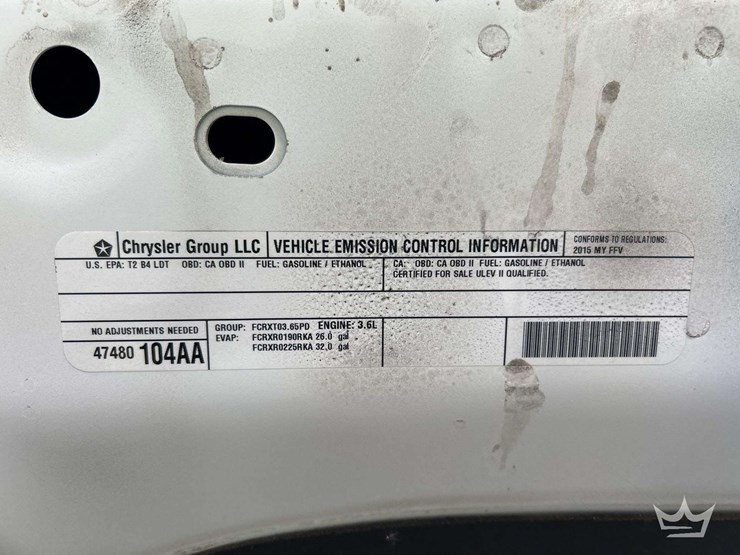 Chrysler Group LLC VEHICLE EMISSION CONTROL INFORMATION CONFORMS TO REGULATIONS:
2015 MY FFV
U.S. EPA: T2 B4 LDT OBD: CA OBD II FUEL: GASOLINE / ETHANOL
CA: OBD: CA OBD II FUEL: GASOLINE / ETHANOL
CERTIFIED FOR SALE ULEV II QUALIFIED.
NO ADJUSTMENTS NEEDED
47480 104AA
GROUP: FCRXT03.65P0 ENGINE: 3.6L
EVAP: FCRXR0190RKA 26.0 gal
FCRXR0225RKA 32.0 gal